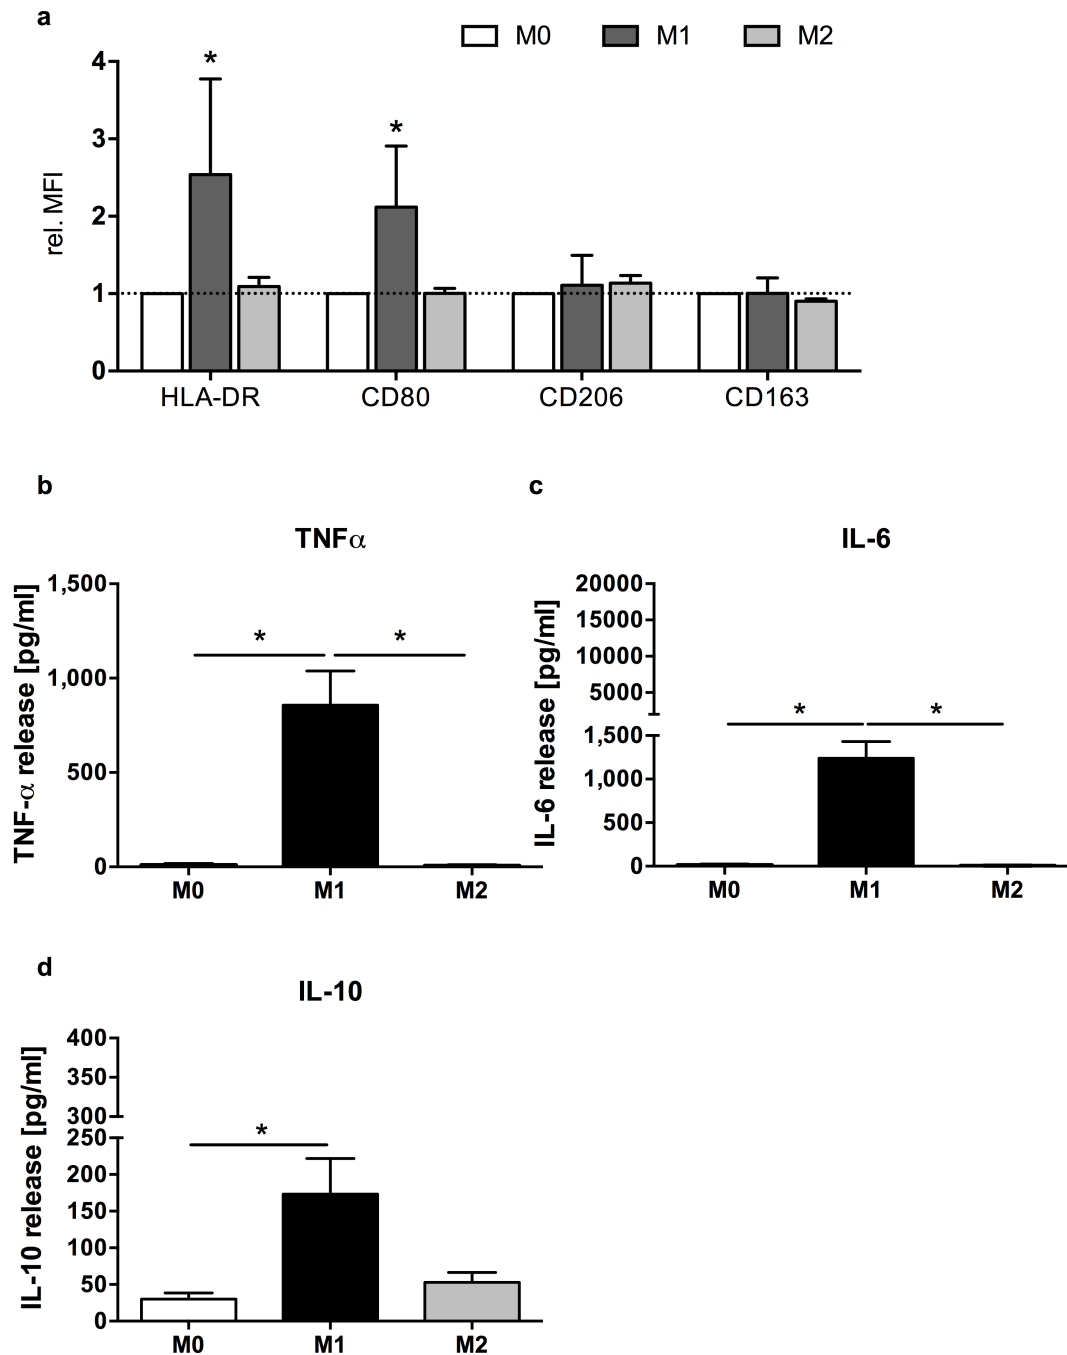 a
M0 M1 M2
rel. MFI
4
3
2
1
0
* *
HLA-DR CD80 CD206 CD163
b
TNFα
TNF-α release [pg/ml]
1,500
1,000
500
0
* *
M0 M1 M2
c
IL-6
IL-6 release [pg/ml]
20000
15000
10000
5000
1,500
1,000
500
0
* *
M0 M1 M2
d
IL-10
IL-10 release [pg/ml]
400
350
300
250
200
150
100
50
0
*
M0 M1 M2